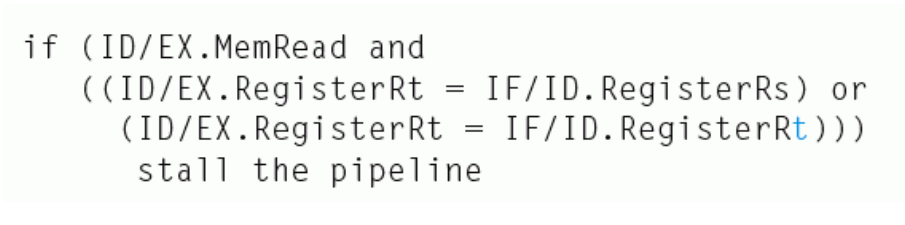 if (ID/EX.MemRead and
((ID/EX.RegisterRt = IF/ID.RegisterRs) or
(ID/EX.RegisterRt = IF/ID.RegisterRt)))
stall the pipeline